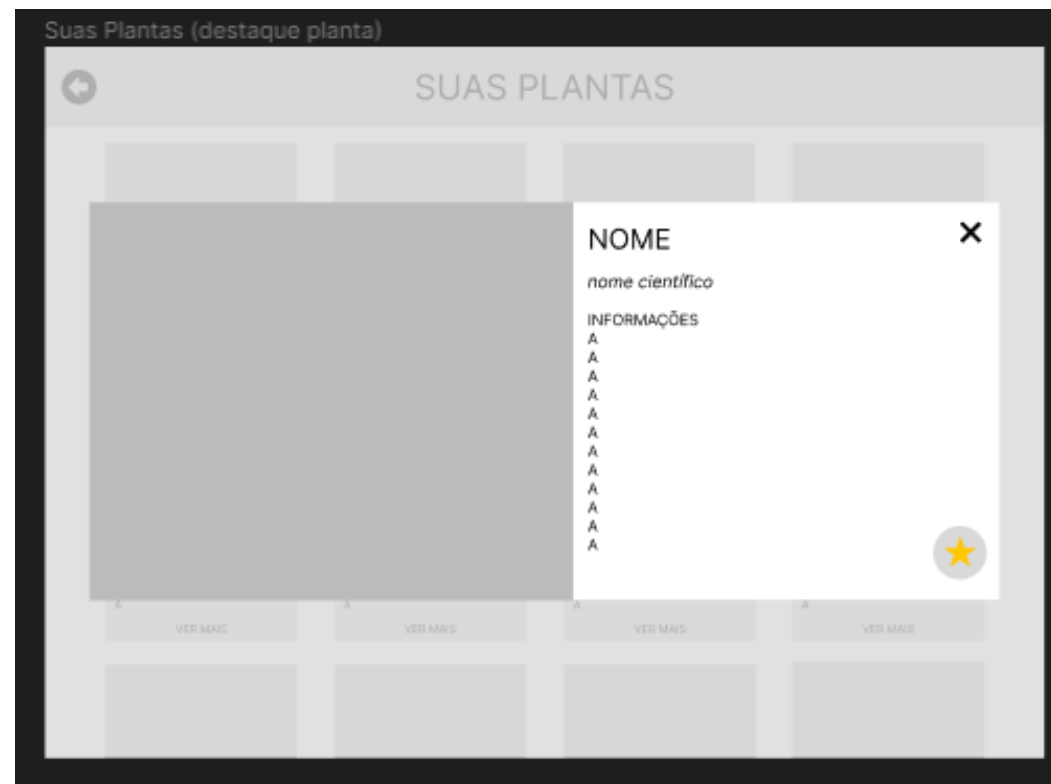 Suas Plantas (destaque planta)
SUAS PLANTAS
NOME
nome científico
INFORMAÇÕES
A
A
A
A
A
A
A
A
A
A
A
A
A A A A
VER MAIS VER MAIS VER MAIS VER MAIS